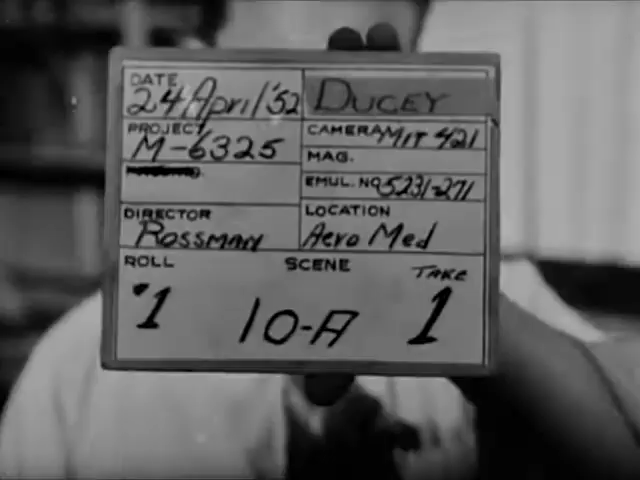 DATE
24 April '52
DUCEY
PROJECT
M-6325
CAMERA Mit 421
MAG.
EMUL. NO 5231-271
DIRECTOR
ROSSMAN
LOCATION
Aero Med
ROLL
SCENE
TAKE
1
10-A
1